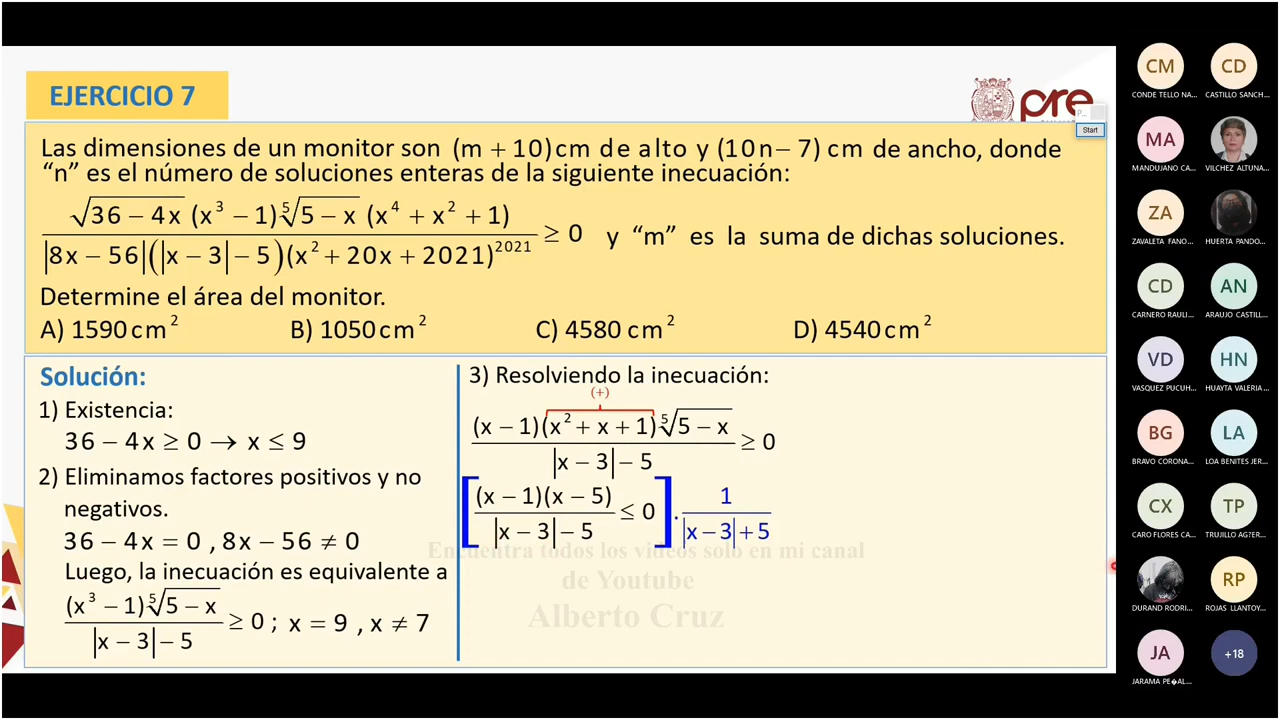 EJERCICIO 7
pre
P...
Start
Las dimensiones de un monitor son (m + 10) cm de alto y (10n − 7) cm de ancho, donde
“n” es el número de soluciones enteras de la siguiente inecuación:
√(36 − 4x) (x³ − 1) ⁵√(5 − x) (x⁴ + x² + 1)
|8x − 56| (|x − 3| − 5) (x² + 20x + 2021)²⁰²¹
≥ 0 y “m” es la suma de dichas soluciones.
Determine el área del monitor.
A) 1590 cm² B) 1050 cm² C) 4580 cm² D) 4540 cm²
Solución:
1) Existencia:
36 − 4x ≥ 0 → x ≤ 9
2) Eliminamos factores positivos y no
negativos.
36 − 4x = 0 , 8x − 56 ≠ 0
Luego, la inecuación es equivalente a
(x³ − 1) ⁵√(5 − x)
|x − 3| − 5
≥ 0 ; x = 9 , x ≠ 7
3) Resolviendo la inecuación:
(+)
(x − 1)(x² + x + 1) ⁵√(5 − x)
|x − 3| − 5
≥ 0
[ (x − 1)(x − 5)
|x − 3| − 5
≤ 0 ] .
1
|x − 3| + 5
Encuentra todos los videos solo en mi canal
de Youtube
Alberto Cruz
CM CD
CONDE TELLO NA... CASTILLO SANCH...
MA
MANDUJANO CA... VILCHEZ ALTUNA...
ZA
ZAVALETA FANO... HUERTA PANDO...
CD AN
CARNERO RAULI... ARAUJO CASTILL...
VD HN
VASQUEZ PUCUH... HUAYTA VALERIA...
BG LA
BRAVO CORONA... LOA BENITES JER...
CX TP
CARO FLORES CA... TRUJILLO AG?ER...
RP
DURAND RODRI... ROJAS LLANTOY...
JA +18
JARAMA PE�AL...